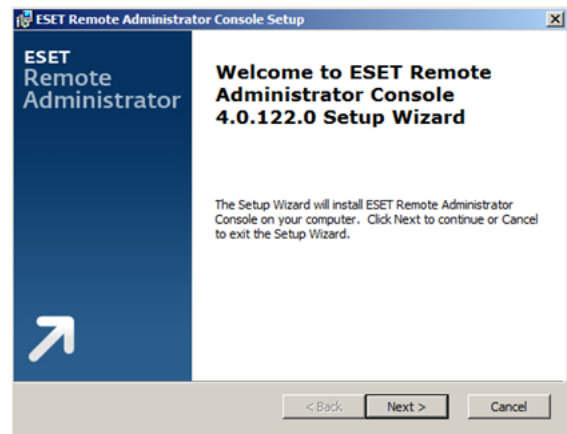 ESET Remote Administrator Console Setup
ESET
Remote
Administrator
Welcome to ESET Remote
Administrator Console
4.0.122.0 Setup Wizard
The Setup Wizard will install ESET Remote Administrator
Console on your computer. Click Next to continue or Cancel
to exit the Setup Wizard.
< Back
Next >
Cancel